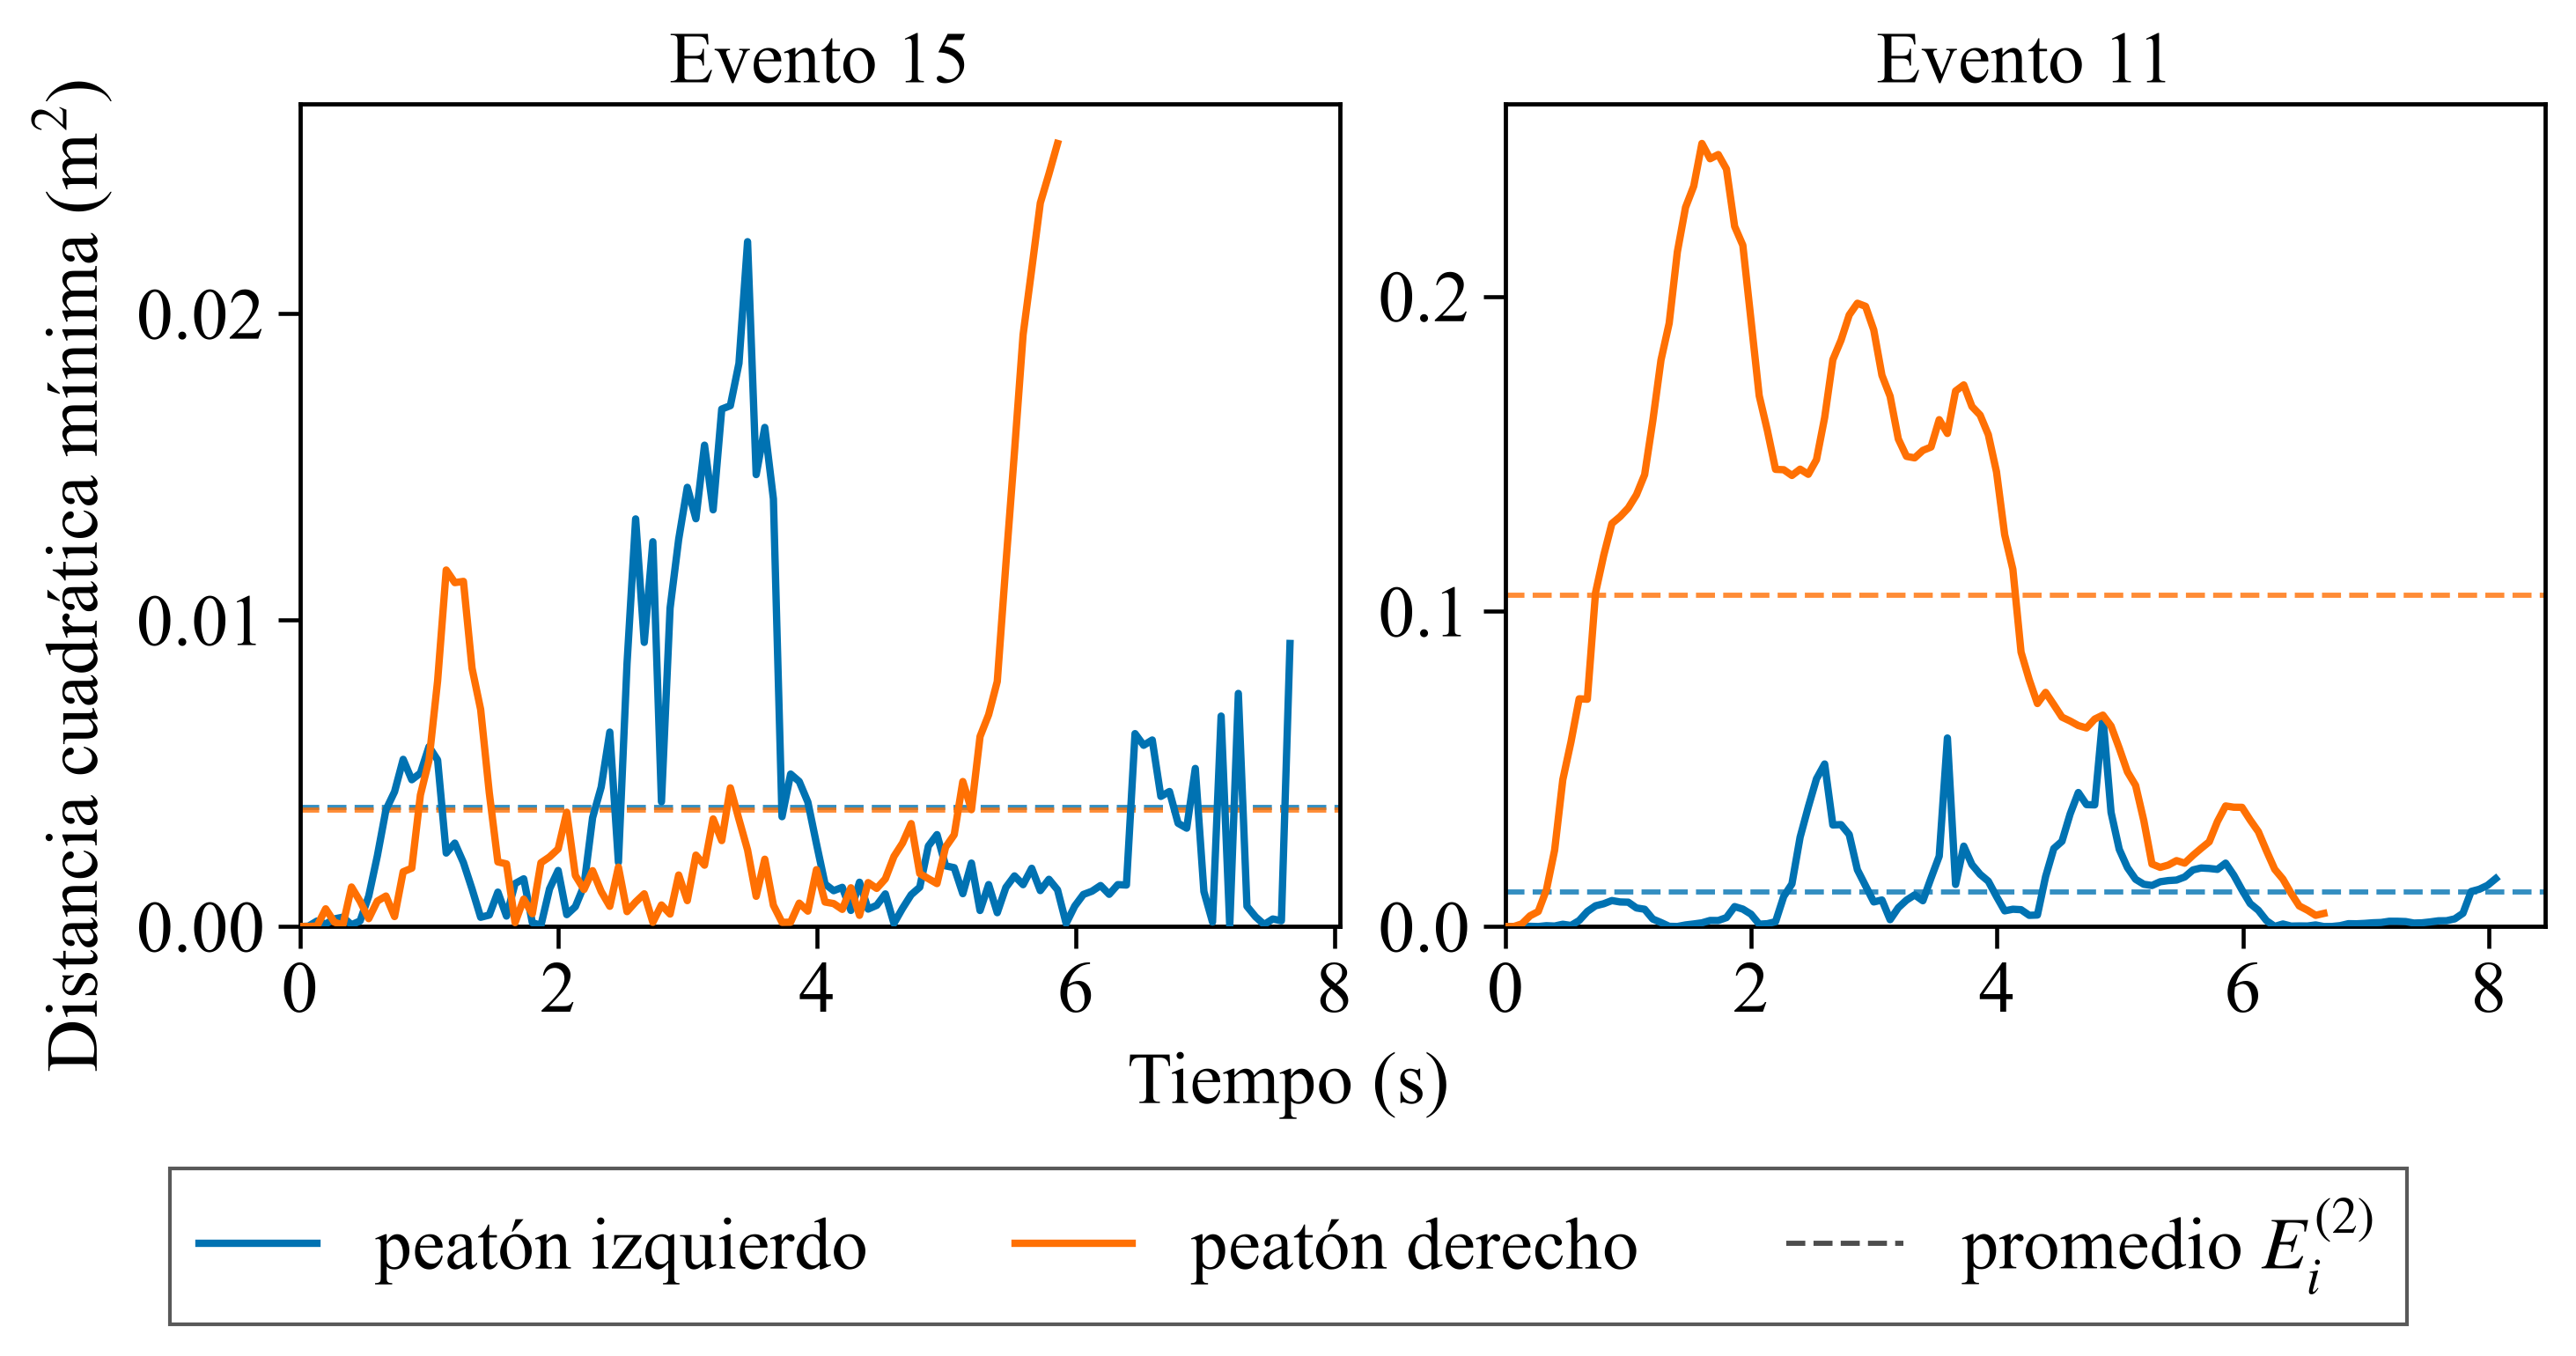 Evento 15
Evento 11
Distancia cuadrática mínima (m²)
0.02
0.01
0.00
0 2 4 6 8
0.2
0.1
0.0
0 2 4 6 8
Tiempo (s)
peatón izquierdo
peatón derecho
promedio E_i^(2)